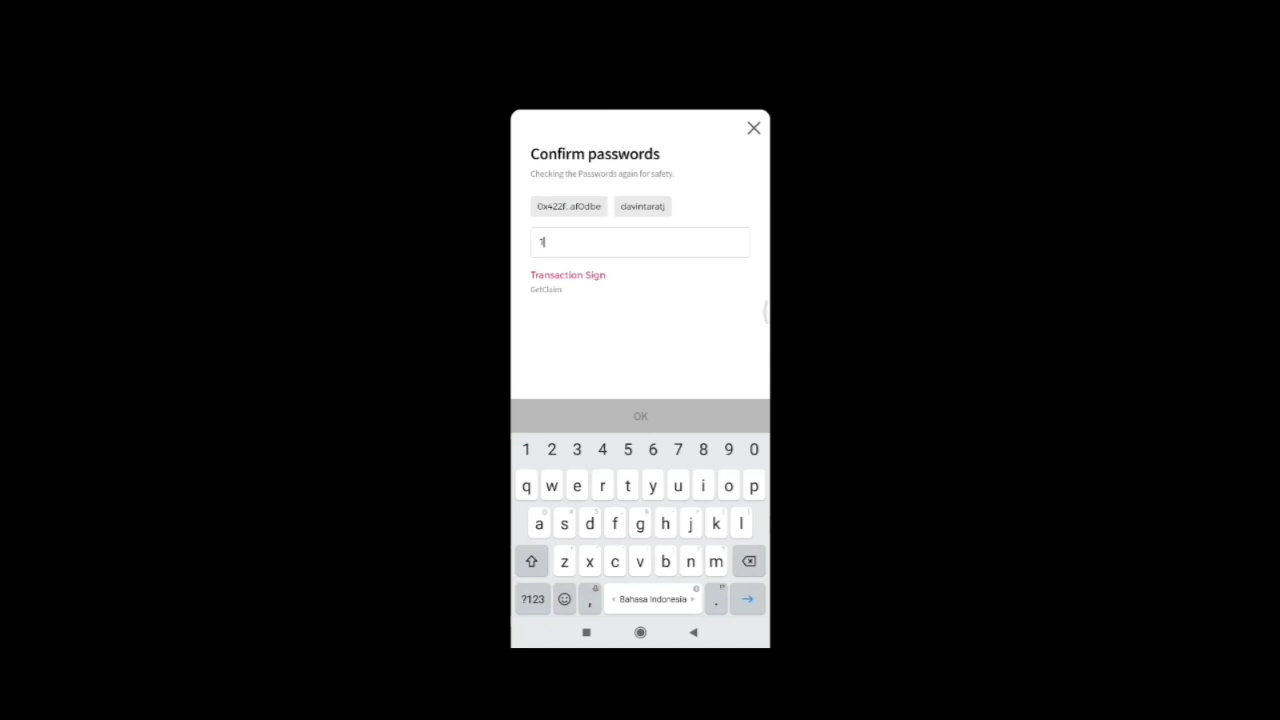 Confirm passwords
Checking the Passwords again for safety.
0x422f...af0dbe davintaratj
1
Transaction Sign
GetClaim
OK
1 2 3 4 5 6 7 8 9 0
q w e r t y u i o p
a s d f g h j k l
z x c v b n m
?123 , Bahasa Indonesia .